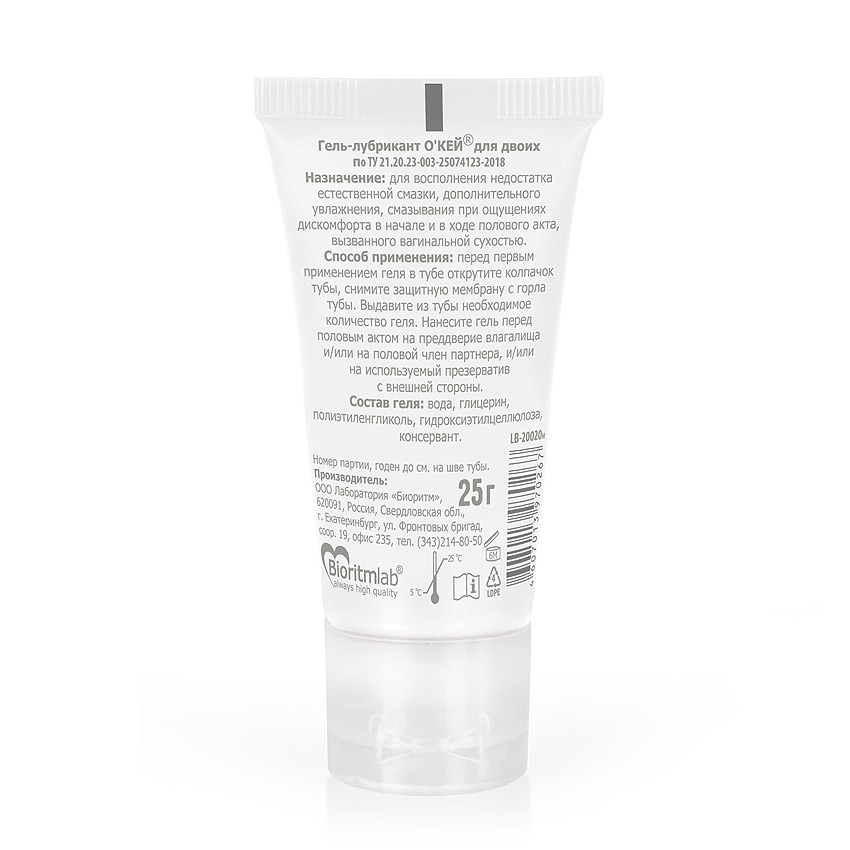 Гель-лубрикант О'КЕЙ® для двоих
по ТУ 21.20.23-003-25074123-2018
Назначение: для восполнения недостатка
естественной смазки, дополнительного
увлажнения, смазывания при ощущениях
дискомфорта в начале и в ходе полового акта,
вызванного вагинальной сухостью.
Способ применения: перед первым
применением геля в тубе открутите колпачок
тубы, снимите защитную мембрану с горла
тубы. Выдавите из тубы необходимое
количество геля. Нанесите гель перед
половым актом на преддверие влагалища
и/или на половой член партнера, и/или
на используемый презерватив
с внешней стороны.
Состав геля: вода, глицерин,
полиэтиленгликоль, гидроксиэтилцеллюлоза,
консервант.
LB-20020м
Номер партии, годен до см. на шве тубы.
Производитель:
ООО Лаборатория «Биоритм»,
620091, Россия, Свердловская обл.,
г. Екатеринбург, ул. Фронтовых бригад,
соор. 19, офис 235, тел. (343)214-80-50
25 г
4 607013 970267
6М
25 °С
5 °С
Bioritmlab®
always high quality
4
LDPE